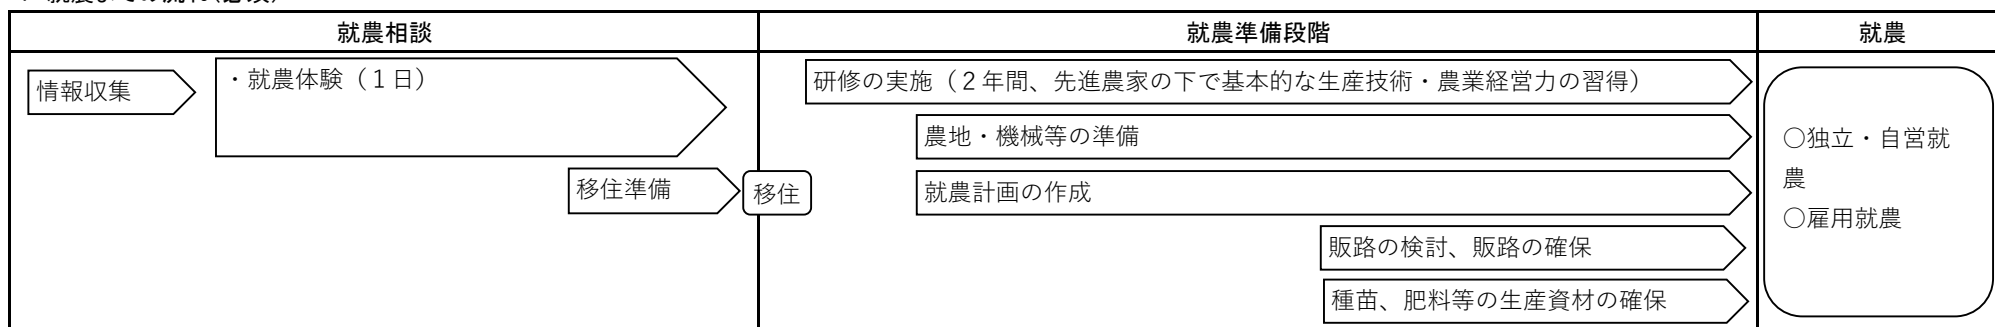 就農相談
就農準備段階
就農
情報収集
・就農体験（１日）
移住準備
移住
研修の実施（２年間、先進農家の下で基本的な生産技術・農業経営力の習得）
農地・機械等の準備
就農計画の作成
販路の検討、販路の確保
種苗、肥料等の生産資材の確保
○独立・自営就
農
○雇用就農